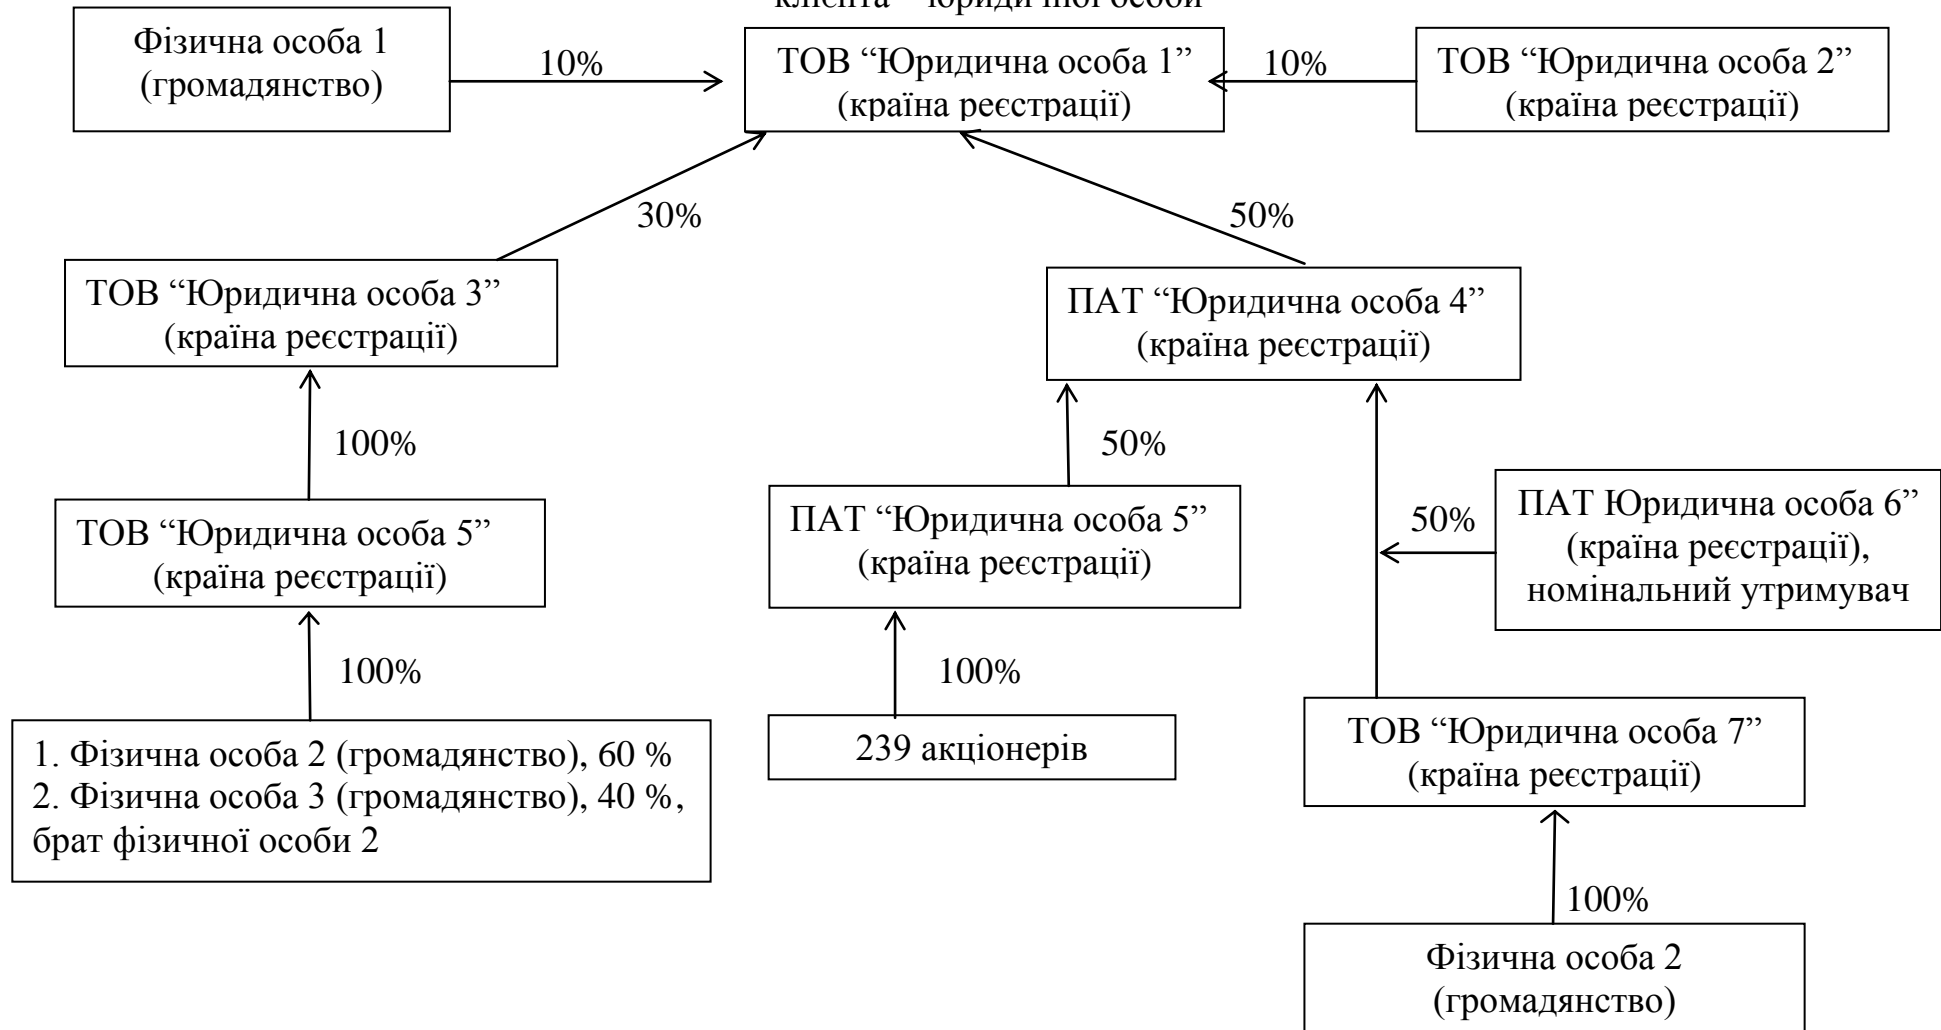 клієнта – юридичної особи
Фізична особа 1
(громадянство)
10%
ТОВ “Юридична особа 1”
(країна реєстрації)
10%
ТОВ “Юридична особа 2”
(країна реєстрації)
30%
50%
ТОВ “Юридична особа 3”
(країна реєстрації)
ПАТ “Юридична особа 4”
(країна реєстрації)
100%
50%
ТОВ “Юридична особа 5”
(країна реєстрації)
ПАТ “Юридична особа 5”
(країна реєстрації)
50%
ПАТ Юридична особа 6”
(країна реєстрації),
номінальний утримувач
100%
100%
1. Фізична особа 2 (громадянство), 60 %
2. Фізична особа 3 (громадянство), 40 %,
брат фізичної особи 2
239 акціонерів
ТОВ “Юридична особа 7”
(країна реєстрації)
100%
Фізична особа 2
(громадянство)